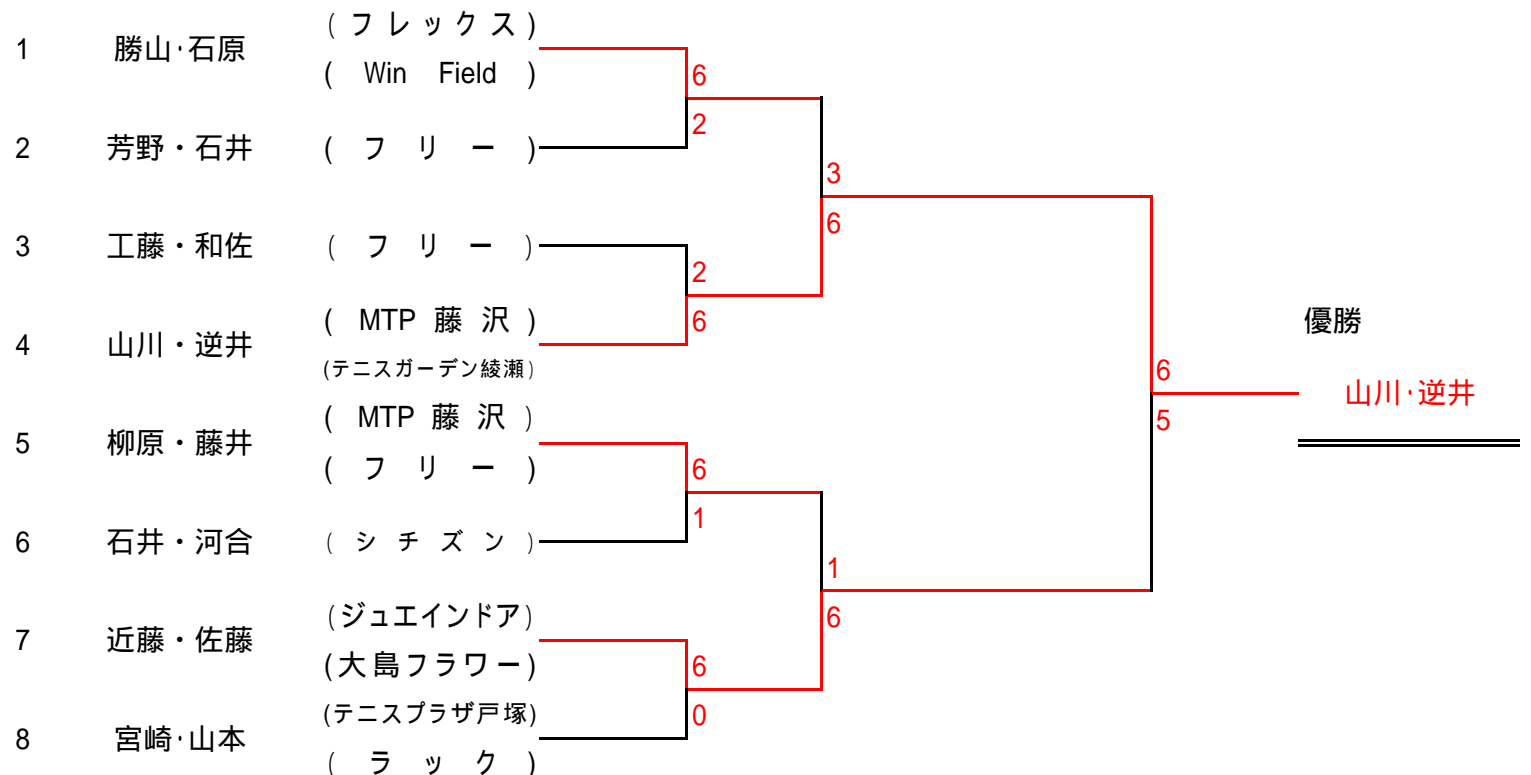 1 勝山・石原 (フレックス)
(Win Field)
6
2
2 芳野・石井 (フリー)
3
6
3 工藤・和佐 (フリー)
2
6
4 山川・逆井 (MTP藤沢)
(テニスガーデン綾瀬)
優勝
山川・逆井
6
5
5 柳原・藤井 (MTP藤沢)
(フリー)
6
1
6 石井・河合 (シチズン)
1
6
7 近藤・佐藤 (ジュエインドア)
(大島フラワー)
6
0
8 宮崎・山本 (テニスプラザ戸塚)
(ラック)